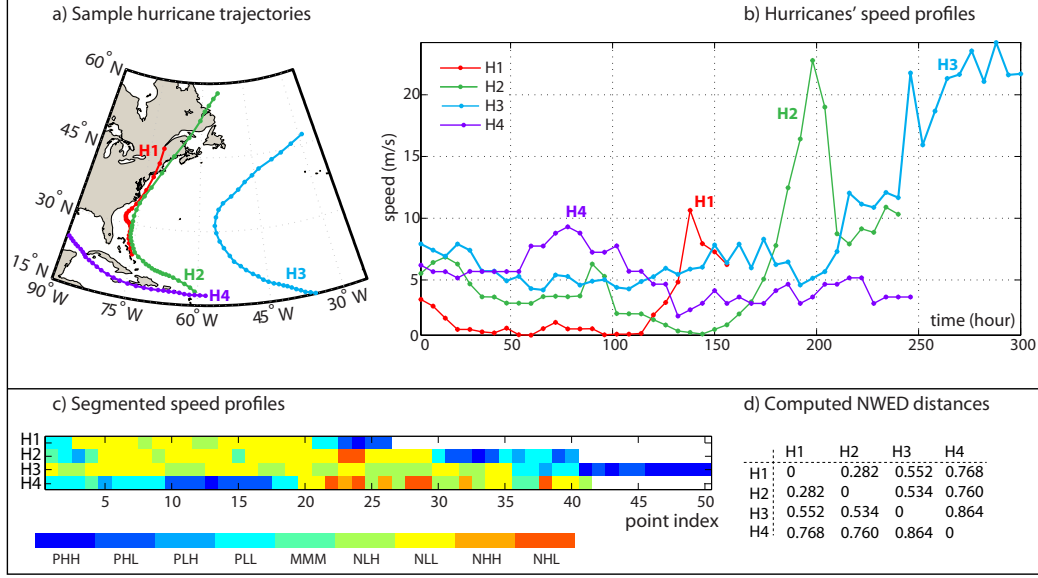 a) Sample hurricane trajectories
60°N
45°N
30°N
15°N
90°W
75°W
60°W
45°W
30°W
H1
H2
H3
H4
b) Hurricanes' speed profiles
H1
H2
H3
H4
H1
H2
H3
H4
speed (m/s)
20
15
10
5
0
time (hour)
0
50
100
150
200
250
300
c) Segmented speed profiles
H1
H2
H3
H4
5
10
15
20
25
30
35
40
45
50
point index
PHH
PHL
PLH
PLL
MMM
NLH
NLL
NHH
NHL
d) Computed NWED distances
H1 H2 H3 H4
H1 0 0.282 0.552 0.768
H2 0.282 0 0.534 0.760
H3 0.552 0.534 0 0.864
H4 0.768 0.760 0.864 0